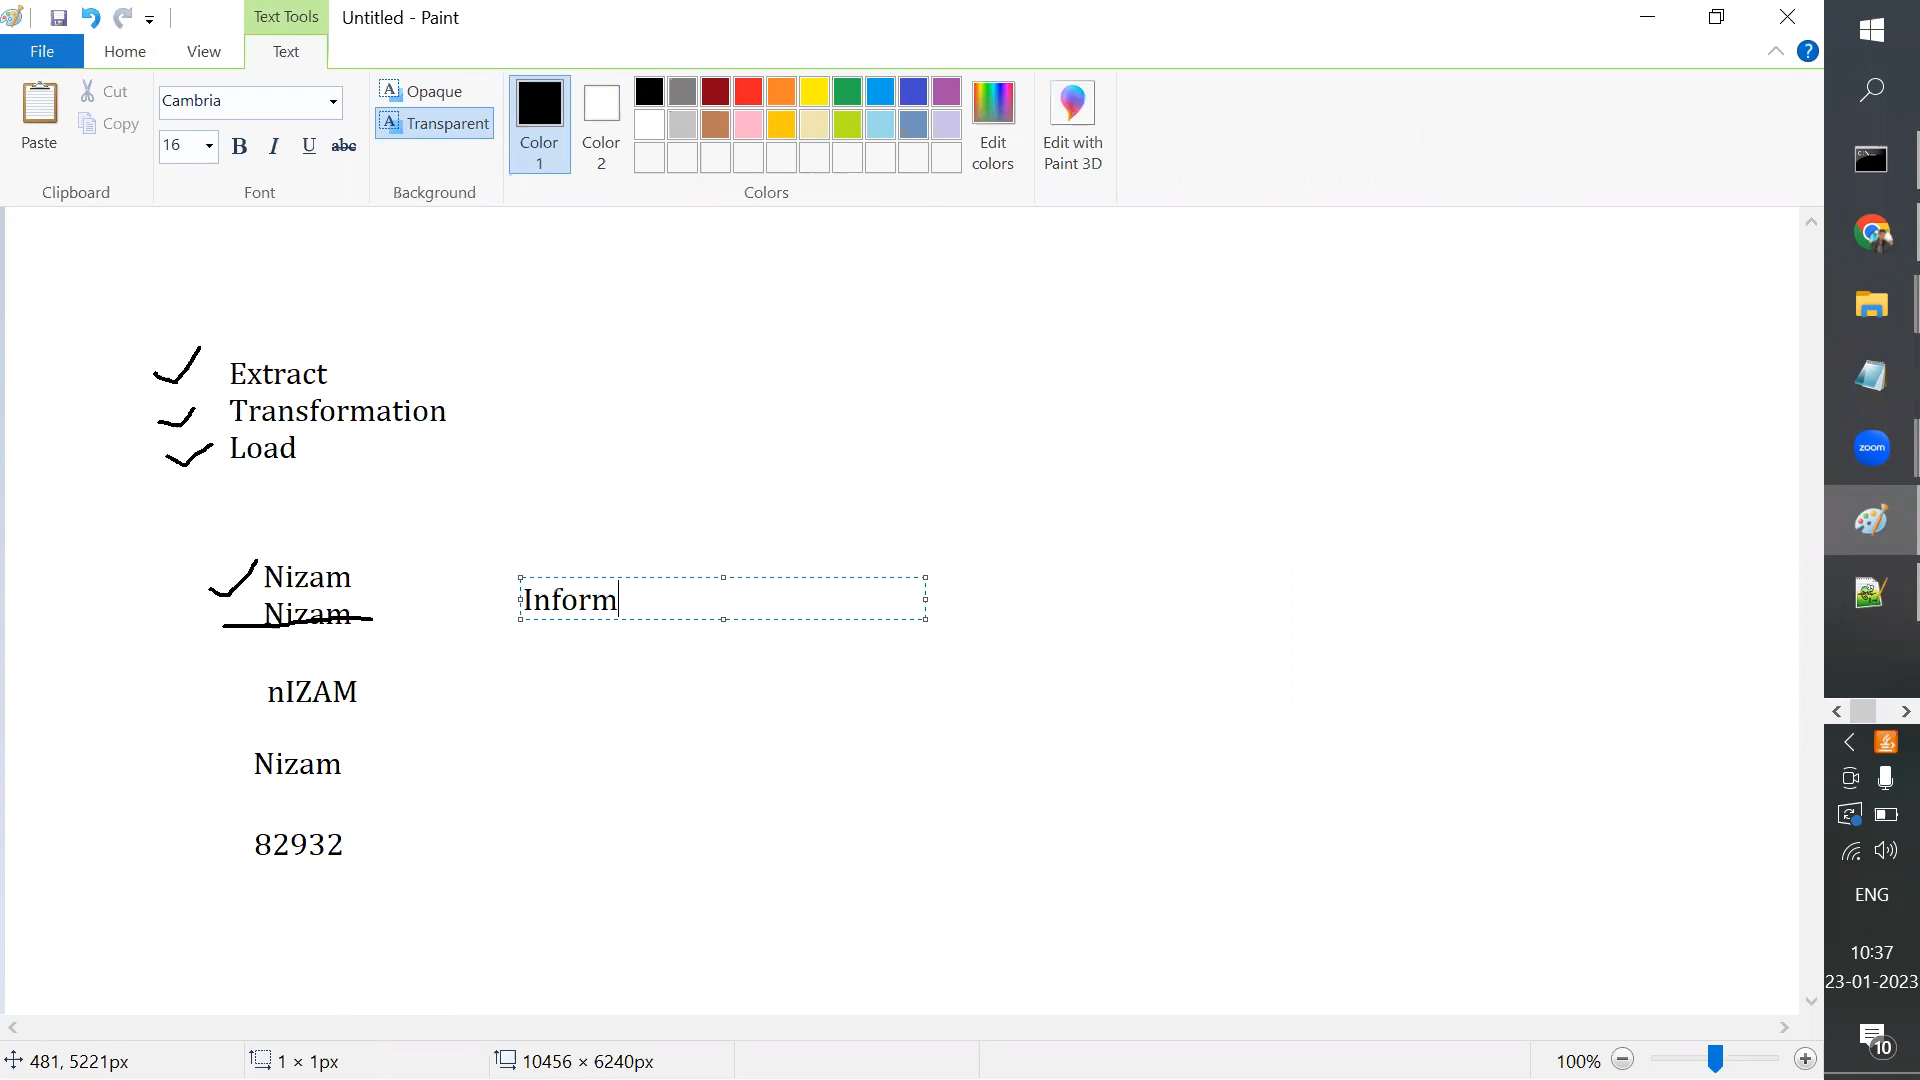 Text Tools
Untitled - Paint
File
Home
View
Text
Paste
Cut
Copy
Clipboard
Cambria
16
B I U abc
Font
A Opaque
A Transparent
Background
Color 1
Color 2
Colors
Edit colors
Edit with Paint 3D
Extract
Transformation
Load
Nizam
Nizam
nIZAM
Nizam
82932
Inform
zoom
ENG
10:37
23-01-2023
10
481, 5221px
1 × 1px
10456 × 6240px
100%